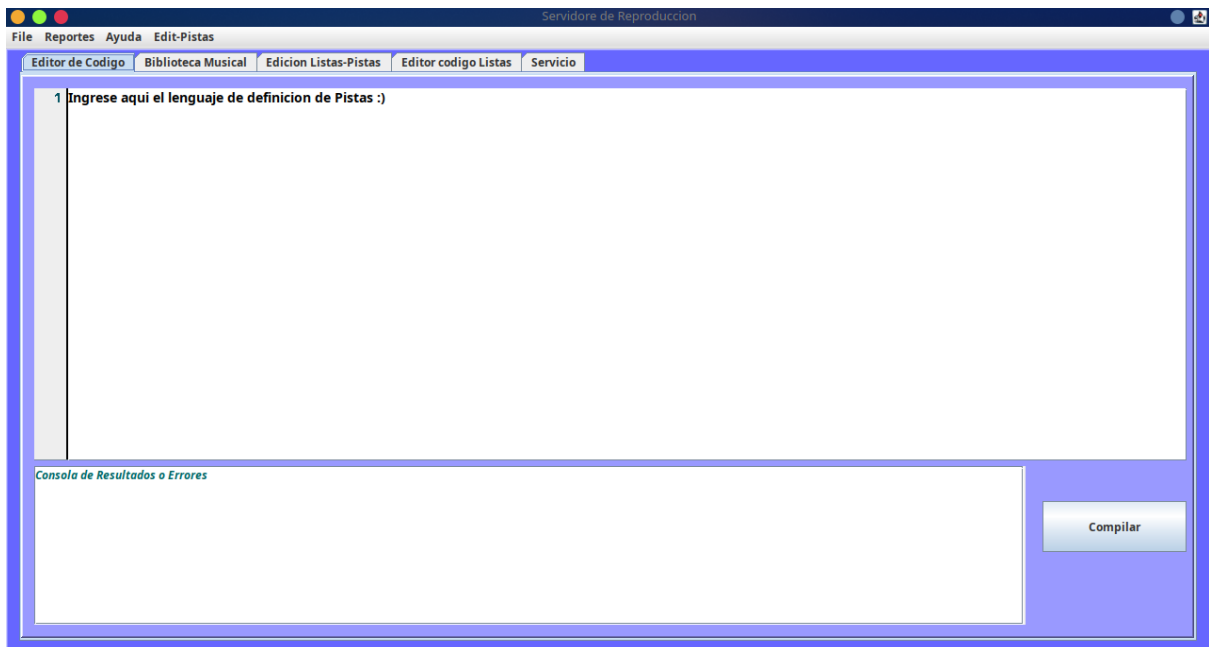 Servidore de Reproduccion
File Reportes Ayuda Edit-Pistas
Editor de Codigo Biblioteca Musical Edicion Listas-Pistas Editor codigo Listas Servicio
1 Ingrese aqui el lenguaje de definicion de Pistas :)
Consola de Resultados o Errores
Compilar